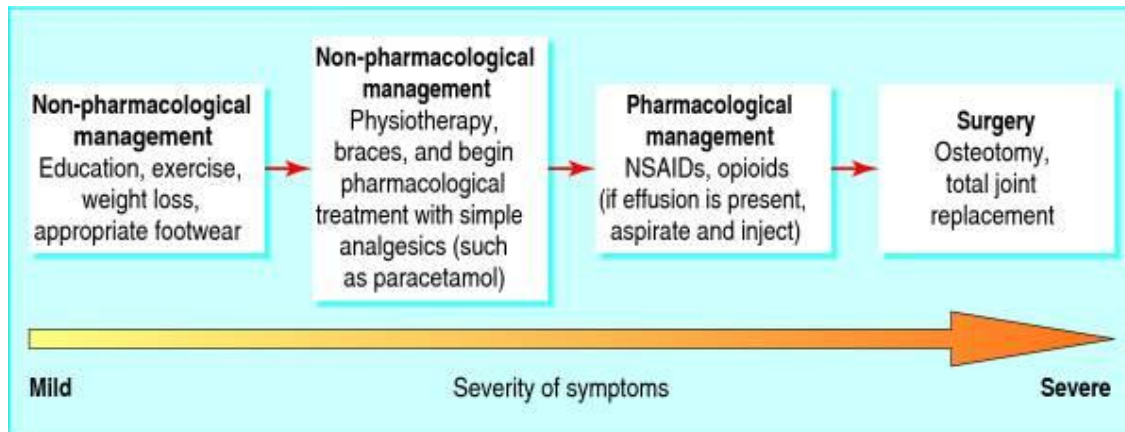 Non-pharmacological
management
Education, exercise,
weight loss,
appropriate footwear
Non-pharmacological
management
Physiotherapy,
braces, and begin
pharmacological
treatment with simple
analgesics (such
as paracetamol)
Pharmacological
management
NSAIDs, opioids
(if effusion is present,
aspirate and inject)
Surgery
Osteotomy,
total joint
replacement
Mild
Severity of symptoms
Severe